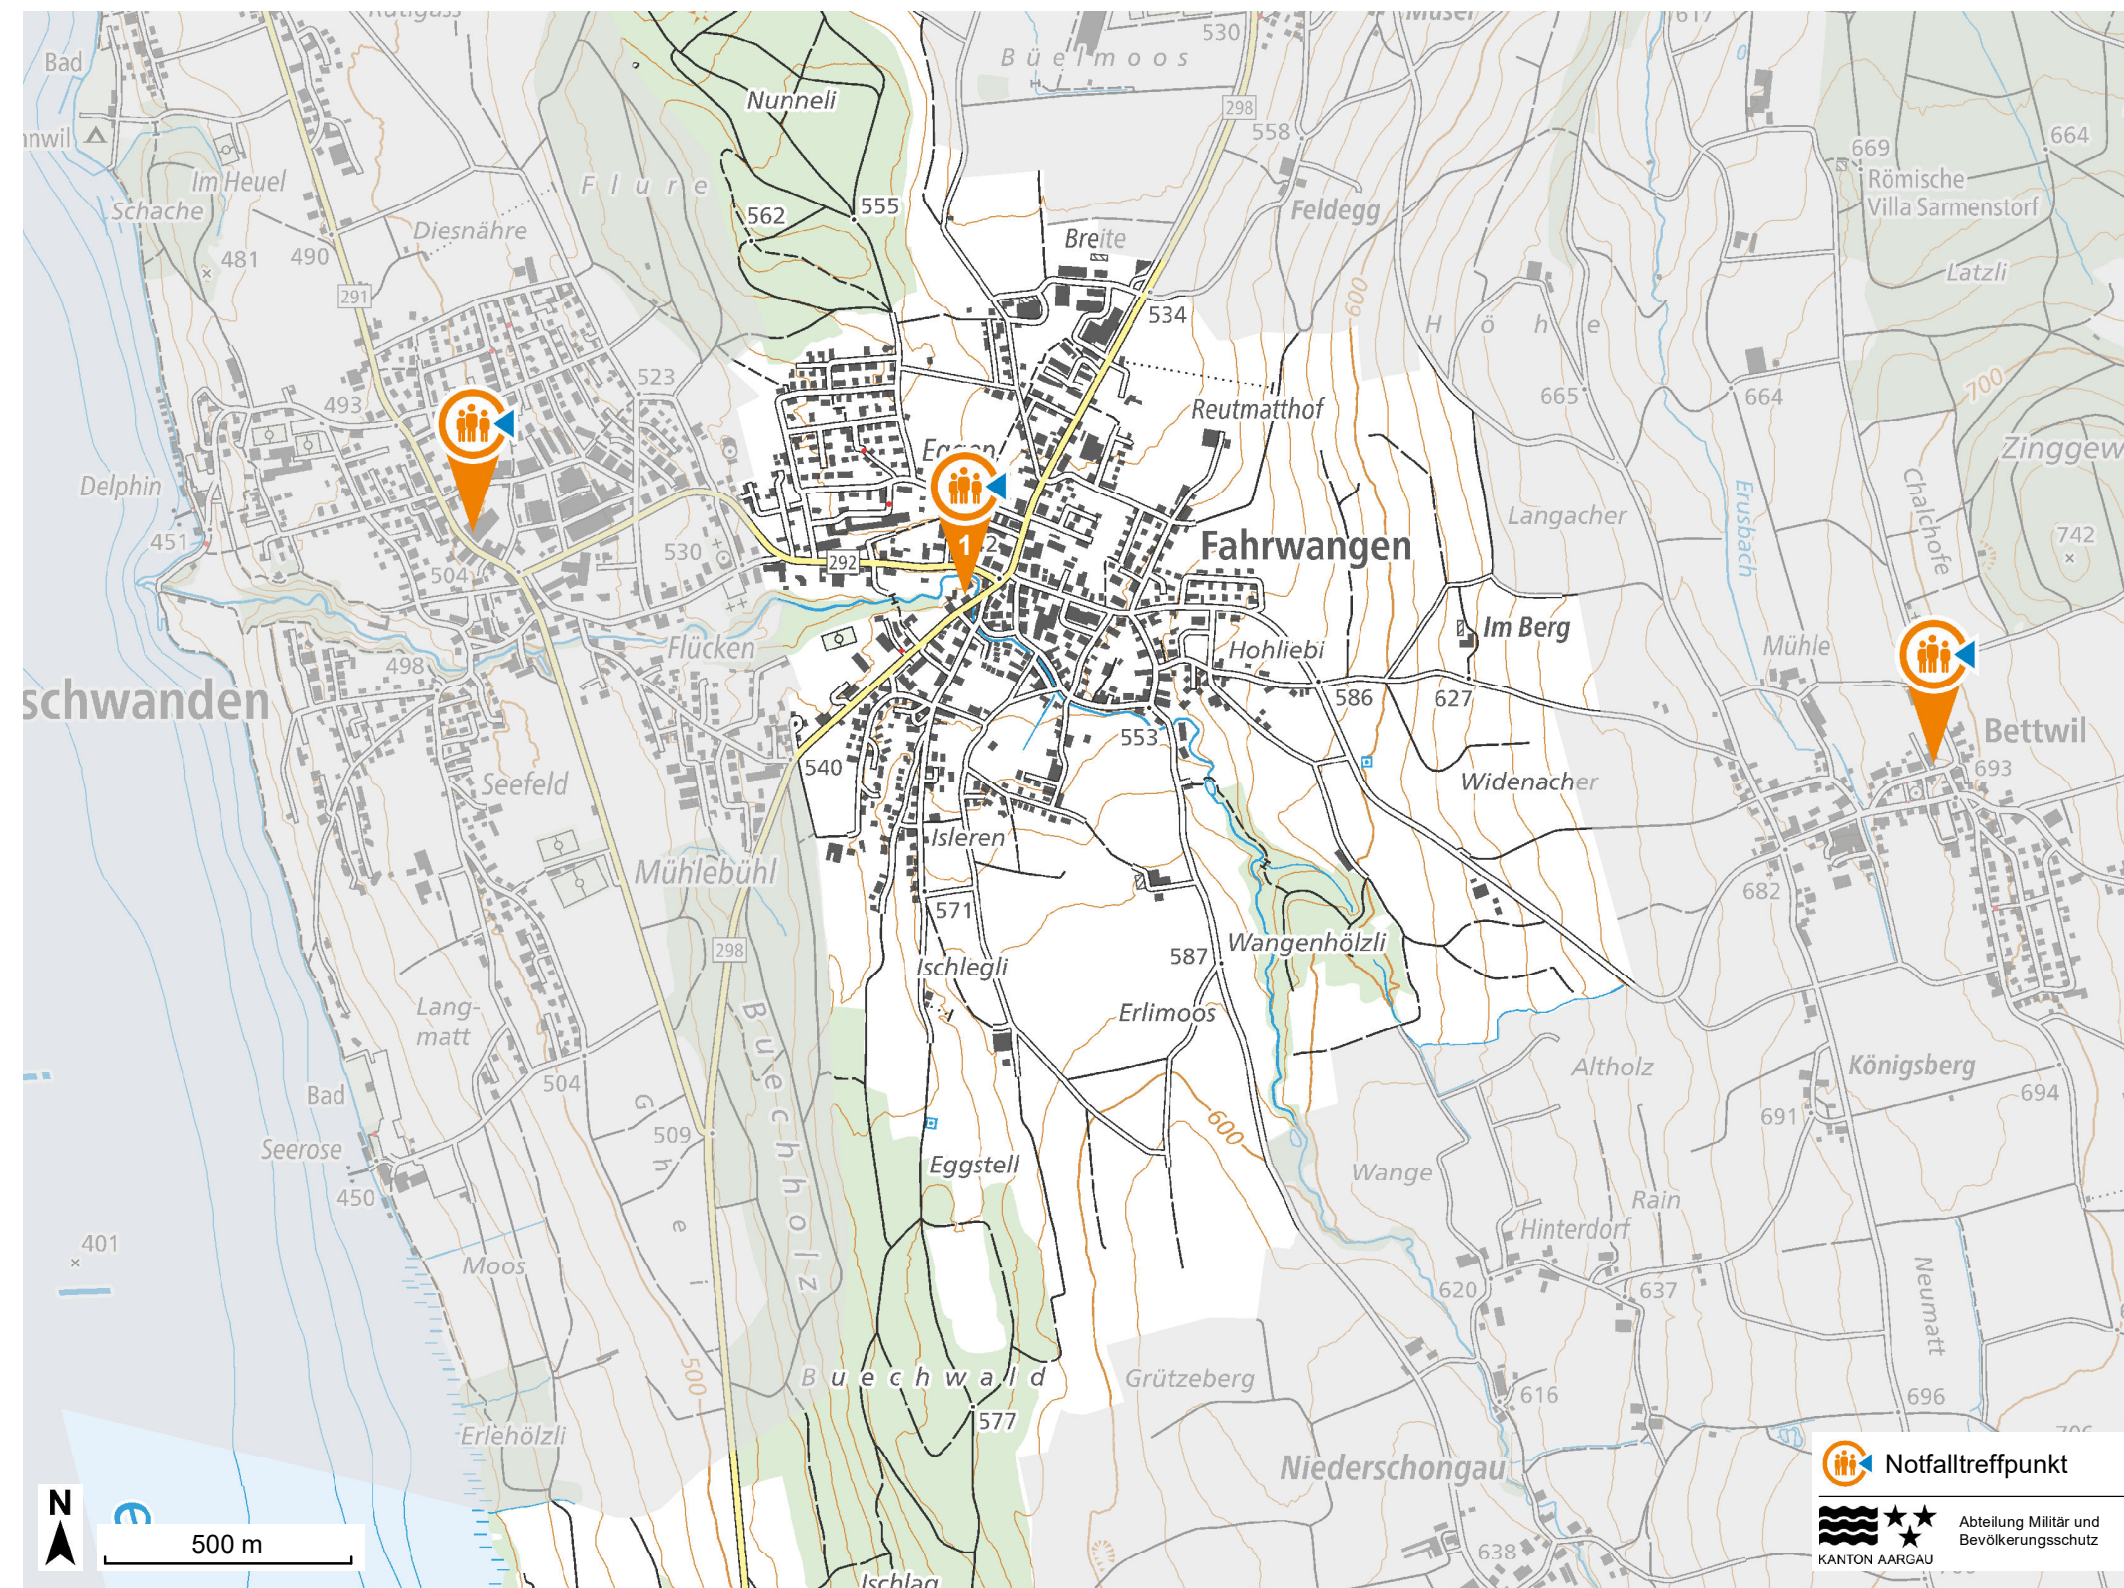 Bad
Büelmoos
530
298
558
Nunneli
Flure
669
664
Römische
Villa Sarmenstorf
Im Heuel
Schache
Diesnähre
562
555
Feldegg
Breite
481
490
291
Latzli
600
534
Höhe
523
493
665
664
700
Reutmatthof
Zinggew
Delphin
Erusbach
Chalchofe
Langacher
742
451
530
292
1
Fahrwangen
504
Im Berg
498
Flücken
Hohliebi
Mühle
schwanden
586
627
553
Bettwil
540
693
Seefeld
Widenacher
Isleren
Mühlebühl
682
571
298
Wangenhölzli
587
Ischlegli
Lang-
matt
Erlimoos
Buechholz
Altholz
Königsberg
504
Bad
694
509
600
691
Ghei
Seerose
Eggstell
Wange
450
Rain
Hinterdorf
401
Moos
620
637
Neumatt
500
Buechwald
Grützeberg
616
696
577
Erlehölzli
Niederschongau
Notfalltreffpunkt
N
500 m
Abteilung Militär und
Bevölkerungsschutz
KANTON AARGAU
638